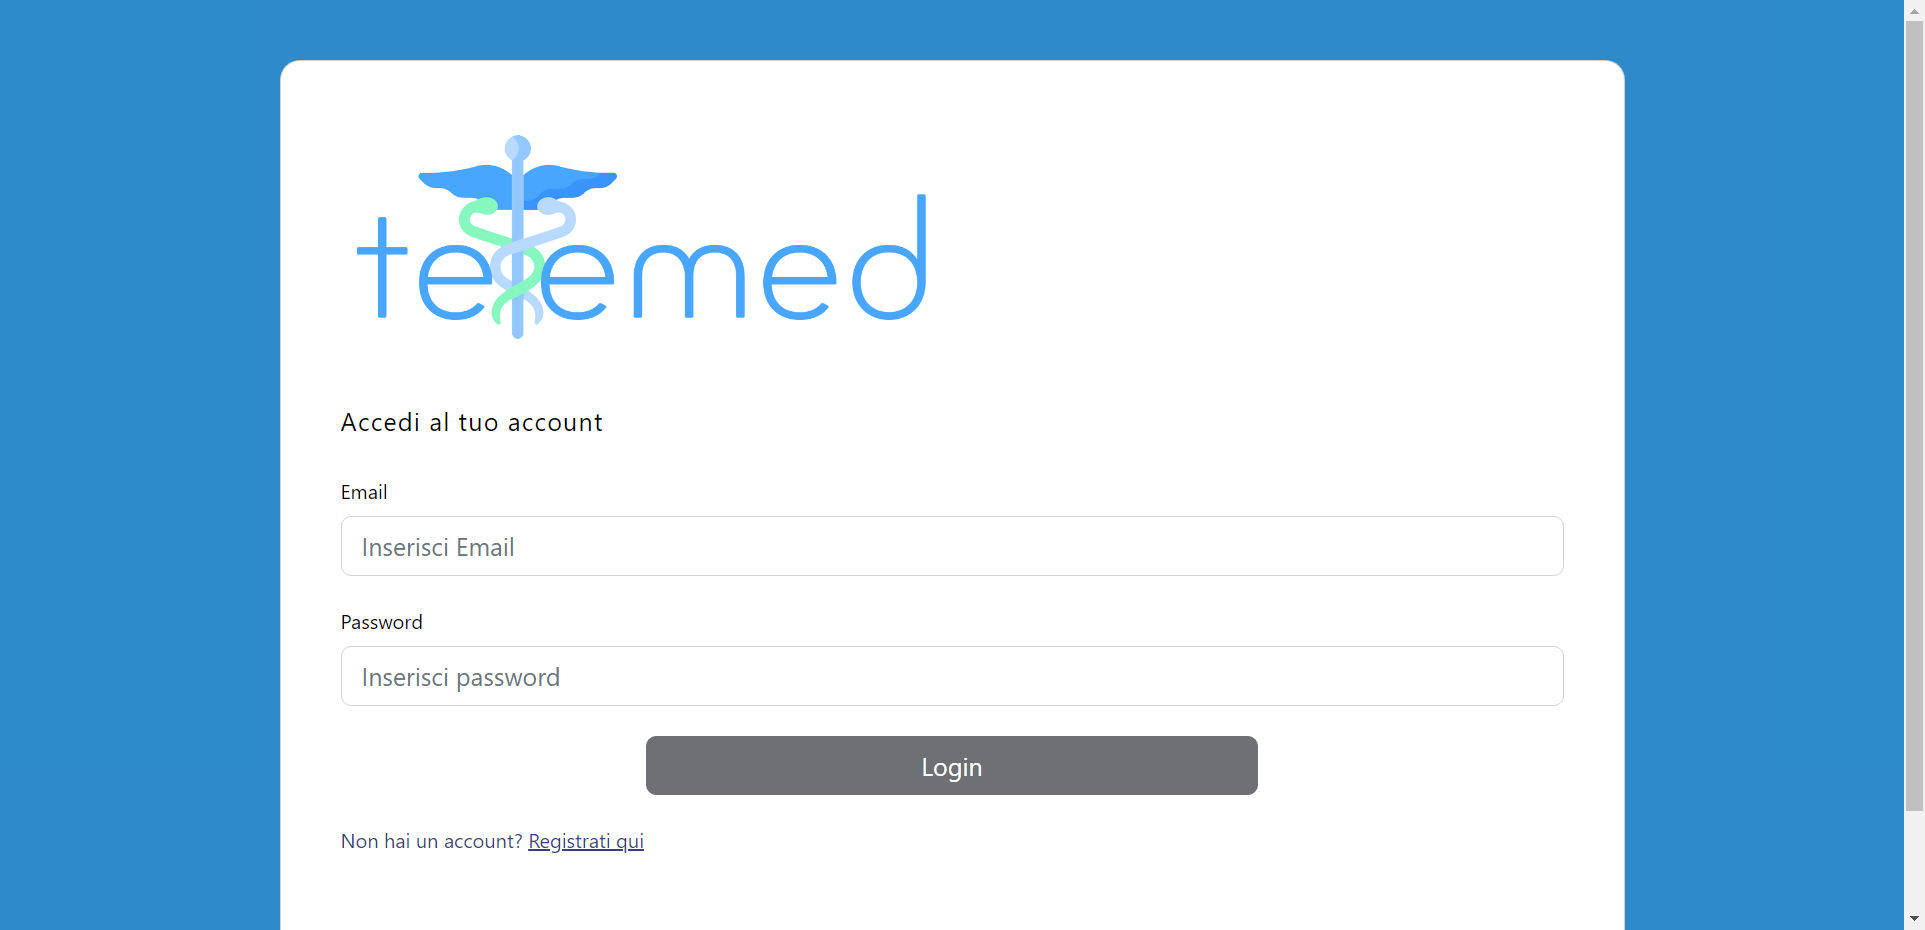 telemed
Accedi al tuo account
Email
Inserisci Email
Password
Inserisci password
Login
Non hai un account? Registrati qui